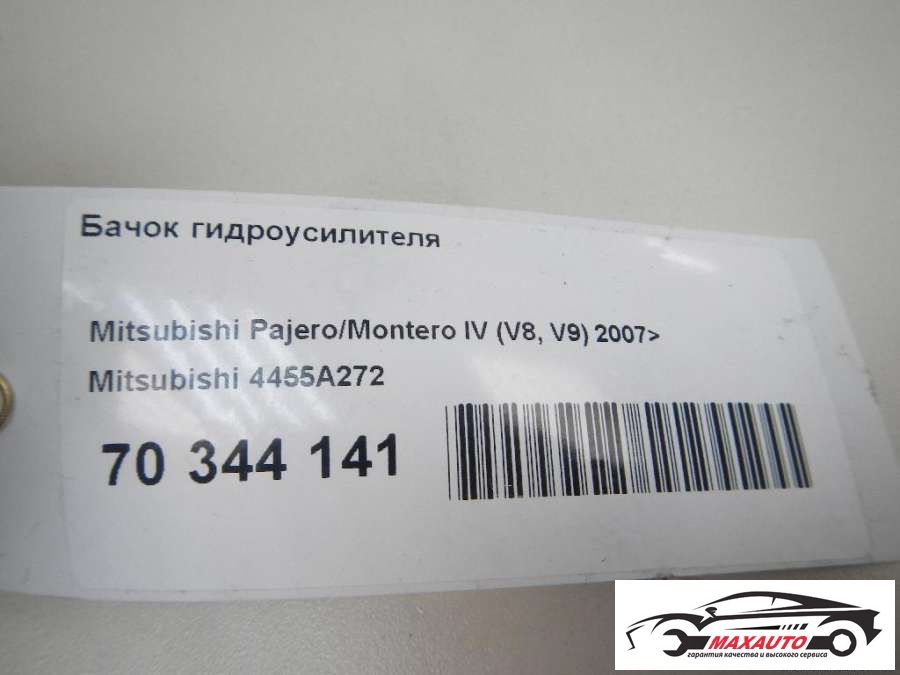 Бачок гидроусилителя
Mitsubishi Pajero/Montero IV (V8, V9) 2007>
Mitsubishi 4455A272
70 344 141
MAXAUTO
гарантия качества и высокого сервиса